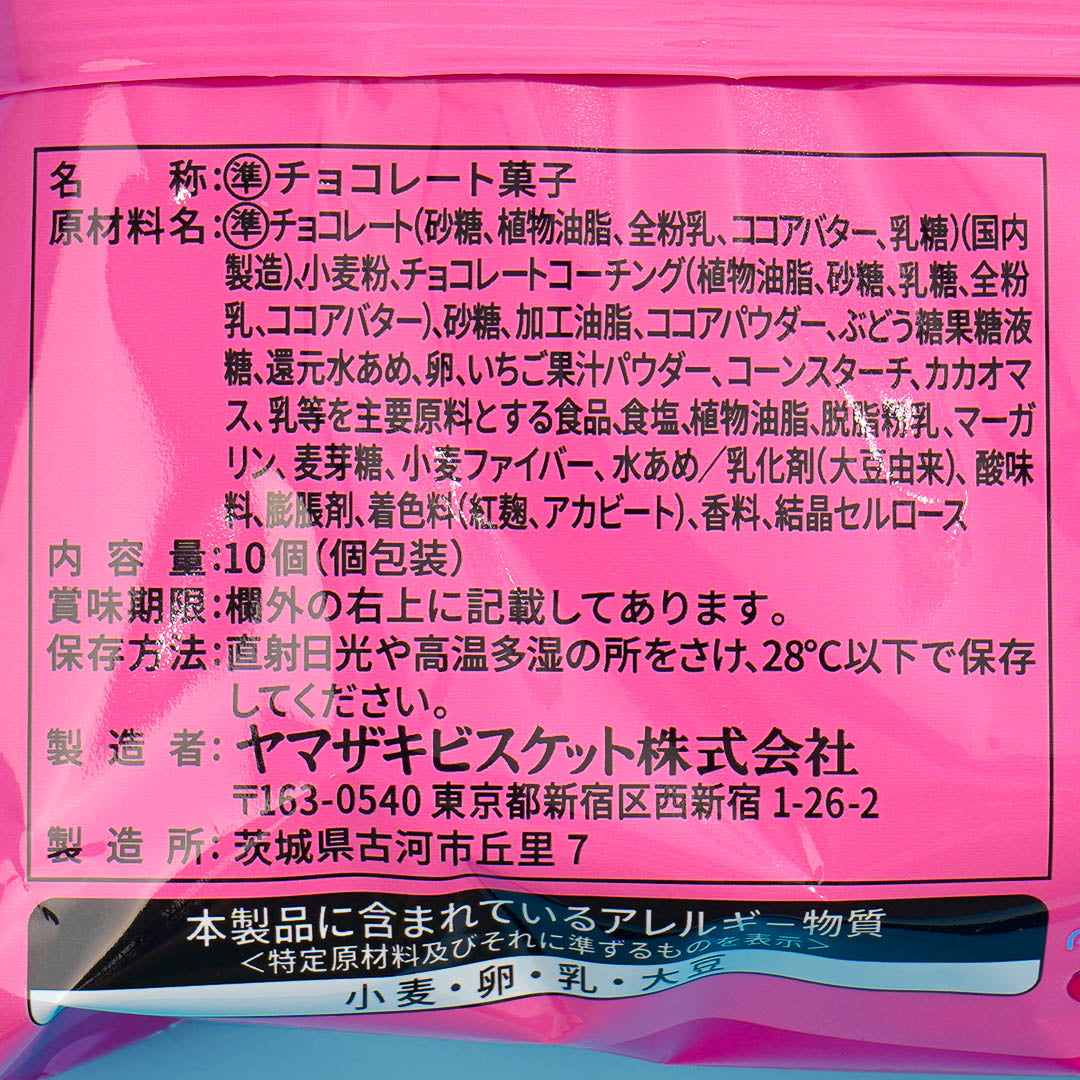 名称:㊜チョコレート菓子
原材料名:準チョコレート(砂糖、植物油脂、全粉乳、ココアバター、乳糖)(国内
製造)、小麦粉、チョコレートコーチング(植物油脂、砂糖、乳糖、全粉
乳、ココアバター)、砂糖、加工油脂、ココアパウダー、ぶどう糖果糖液
糖、還元水あめ、卵、いちご果汁パウダー、コーンスターチ、カカオマ
ス、乳等を主要原料とする食品、食塩、植物油脂、脱脂粉乳、マーガ
リン、麦芽糖、小麦ファイバー、水あめ/乳化剤(大豆由来)、酸味
料、膨脹剤、着色料(紅麹、アカビート)、香料、結晶セルロース
内容量:10個(個包装)
賞味期限:欄外の右上に記載してあります。
保存方法:直射日光や高温多湿の所をさけ、28℃以下で保存
してください。
製造者:ヤマザキビスケット株式会社
〒163-0540 東京都新宿区西新宿1-26-2
製造所:茨城県古河市丘里7
本製品に含まれているアレルギー物質
<特定原材料及びそれに準ずるものを表示>
小麦・卵・乳・大豆